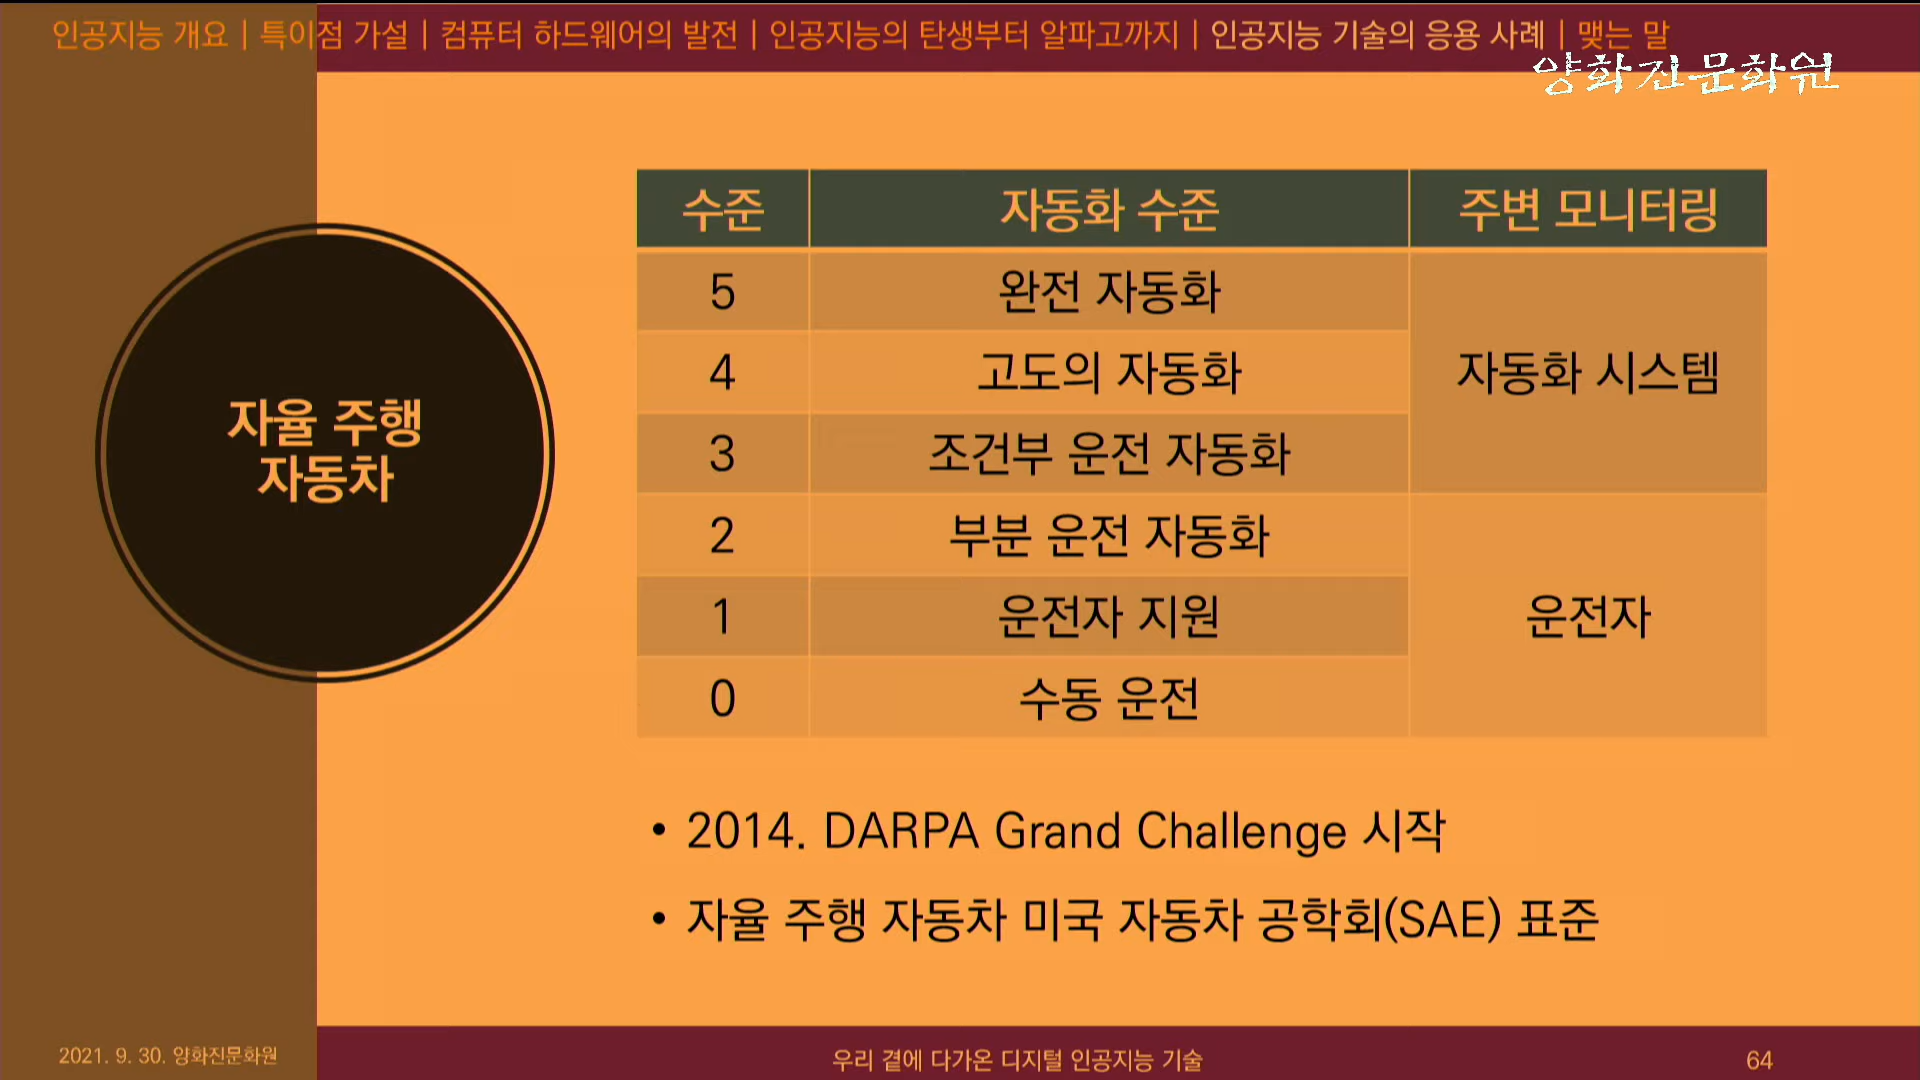 인공지능 개요 | 특이점 가설 | 컴퓨터 하드웨어의 발전 | 인공지능의 탄생부터 알파고까지 | 인공지능 기술의 응용 사례 | 맺는 말
양화진문화원
자율 주행
자동차
수준 자동화 수준 주변 모니터링
5 완전 자동화
4 고도의 자동화 자동화 시스템
3 조건부 운전 자동화
2 부분 운전 자동화
1 운전자 지원 운전자
0 수동 운전
• 2014. DARPA Grand Challenge 시작
• 자율 주행 자동차 미국 자동차 공학회(SAE) 표준
2021. 9. 30. 양화진문화원
우리 곁에 다가온 디지털 인공지능 기술
64